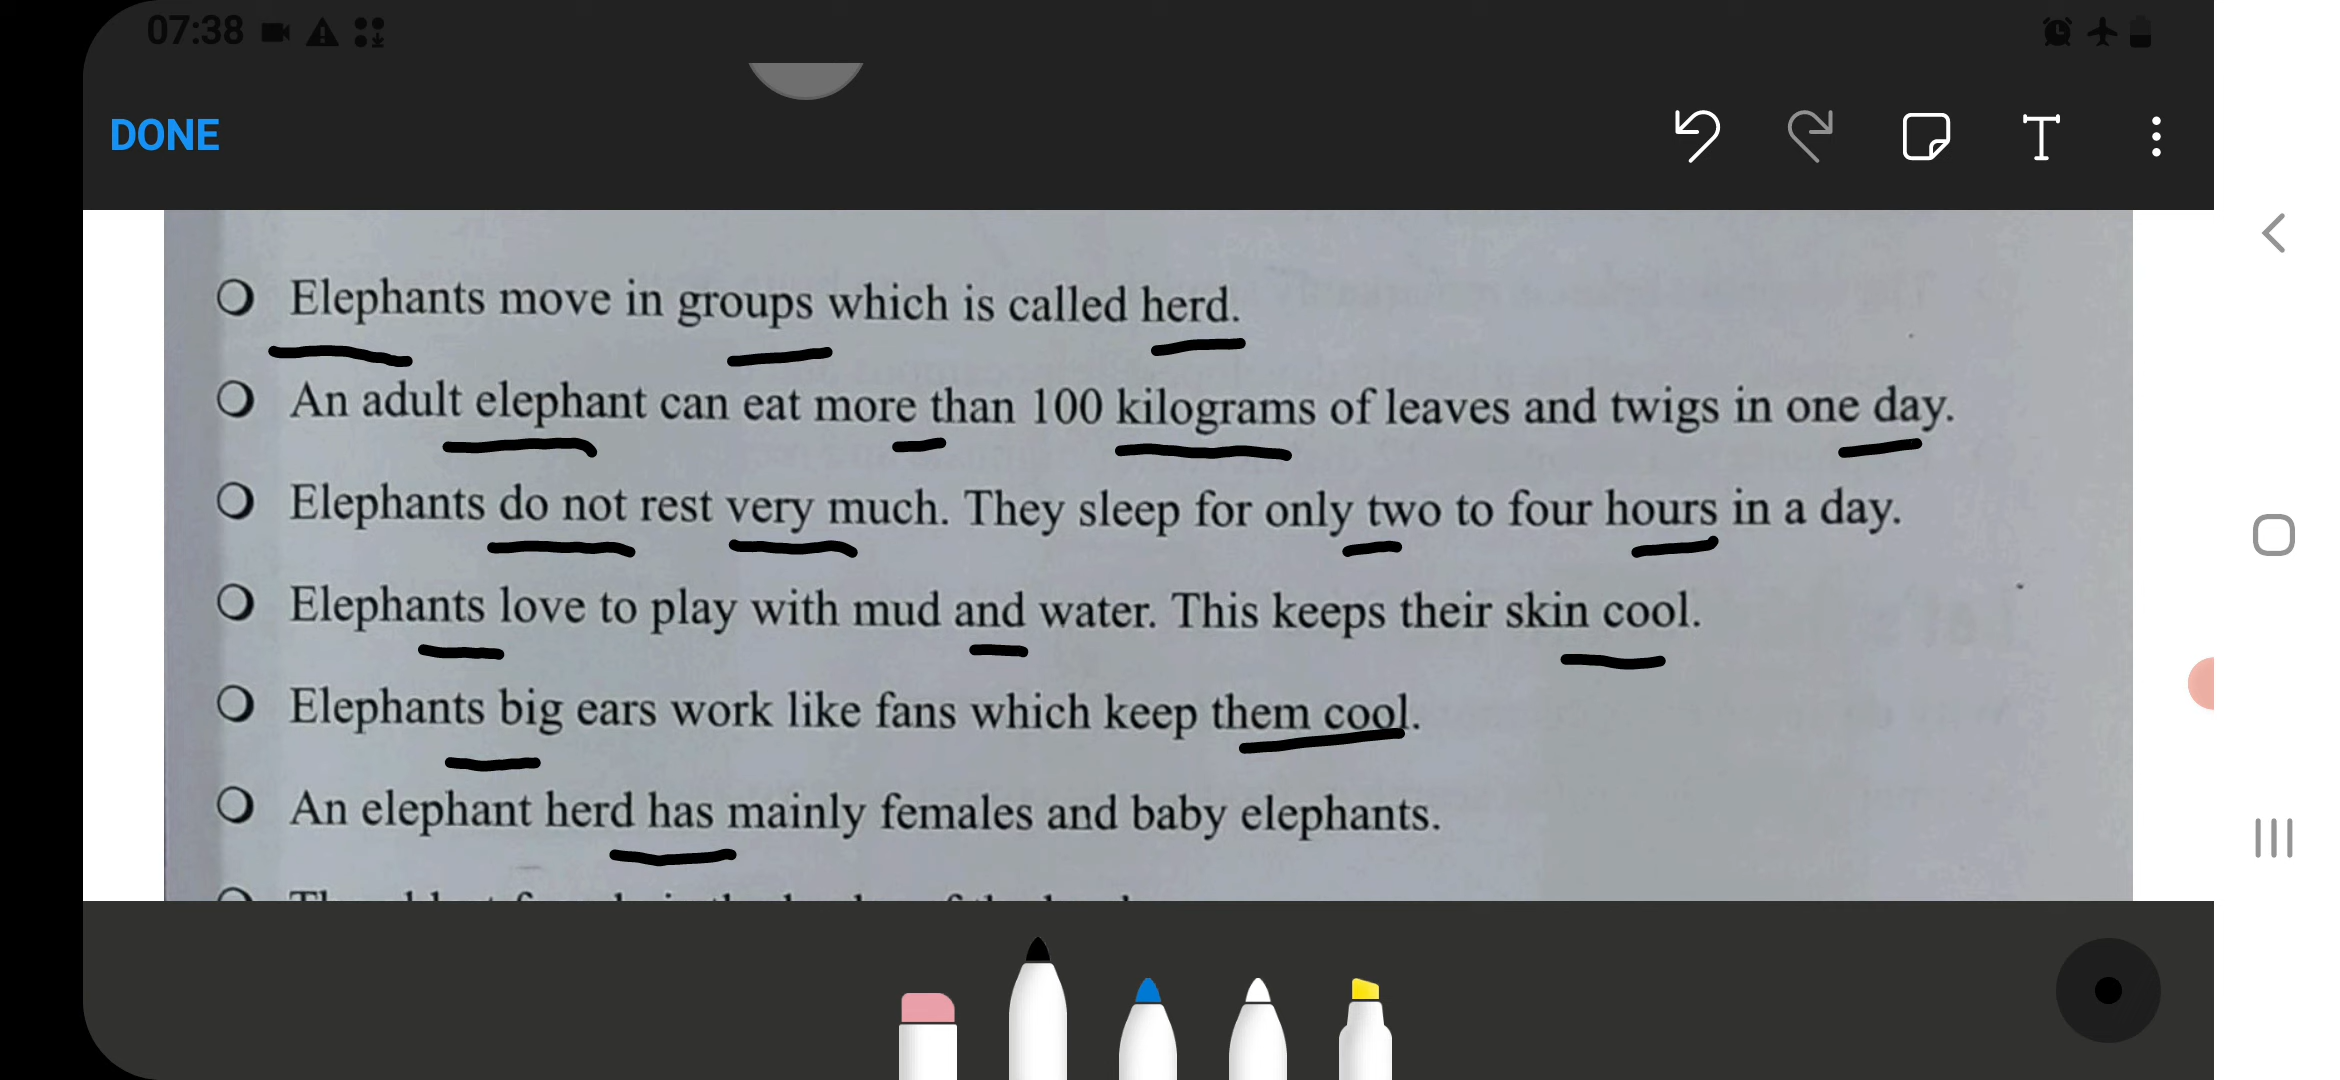 07:38
DONE
T
Elephants move in groups which is called herd.
An adult elephant can eat more than 100 kilograms of leaves and twigs in one day.
Elephants do not rest very much. They sleep for only two to four hours in a day.
Elephants love to play with mud and water. This keeps their skin cool.
Elephants big ears work like fans which keep them cool.
An elephant herd has mainly females and baby elephants.